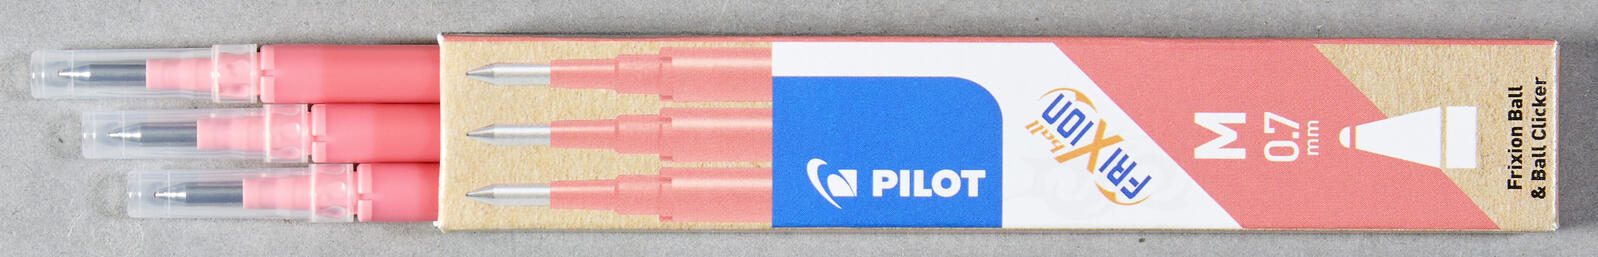 PILOT
FRIXION
ball
M
0.7
mm
Frixion Ball
& Ball Clicker